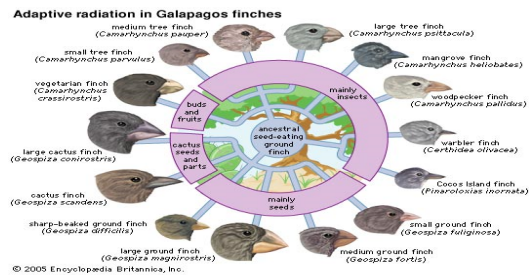 Adaptive radiation in Galapagos finches
medium tree finch
(Camarhynchus pauper)
large tree finch
(Camarhynchus psittacula)
small tree finch
(Camarhynchus parvulus)
mangrove finch
(Camarhynchus heliobates)
vegetarian finch
(Camarhynchus
crassirostris)
woodpecker finch
(Camarhynchus pallidus)
mainly
insects
buds
and
fruits
ancestral
seed-eating
ground
finch
warbler finch
(Certhidea olivacea)
large cactus finch
(Geospiza conirostris)
cactus
seeds
and
parts
Cocos Island finch
(Pinaroloxias inornata)
cactus finch
(Geospiza scandens)
mainly
seeds
sharp-beaked ground finch
(Geospiza difficilis)
small ground finch
(Geospiza fuliginosa)
large ground finch
(Geospiza magnirostris)
medium ground finch
(Geospiza fortis)
© 2005 Encyclopædia Britannica, Inc.